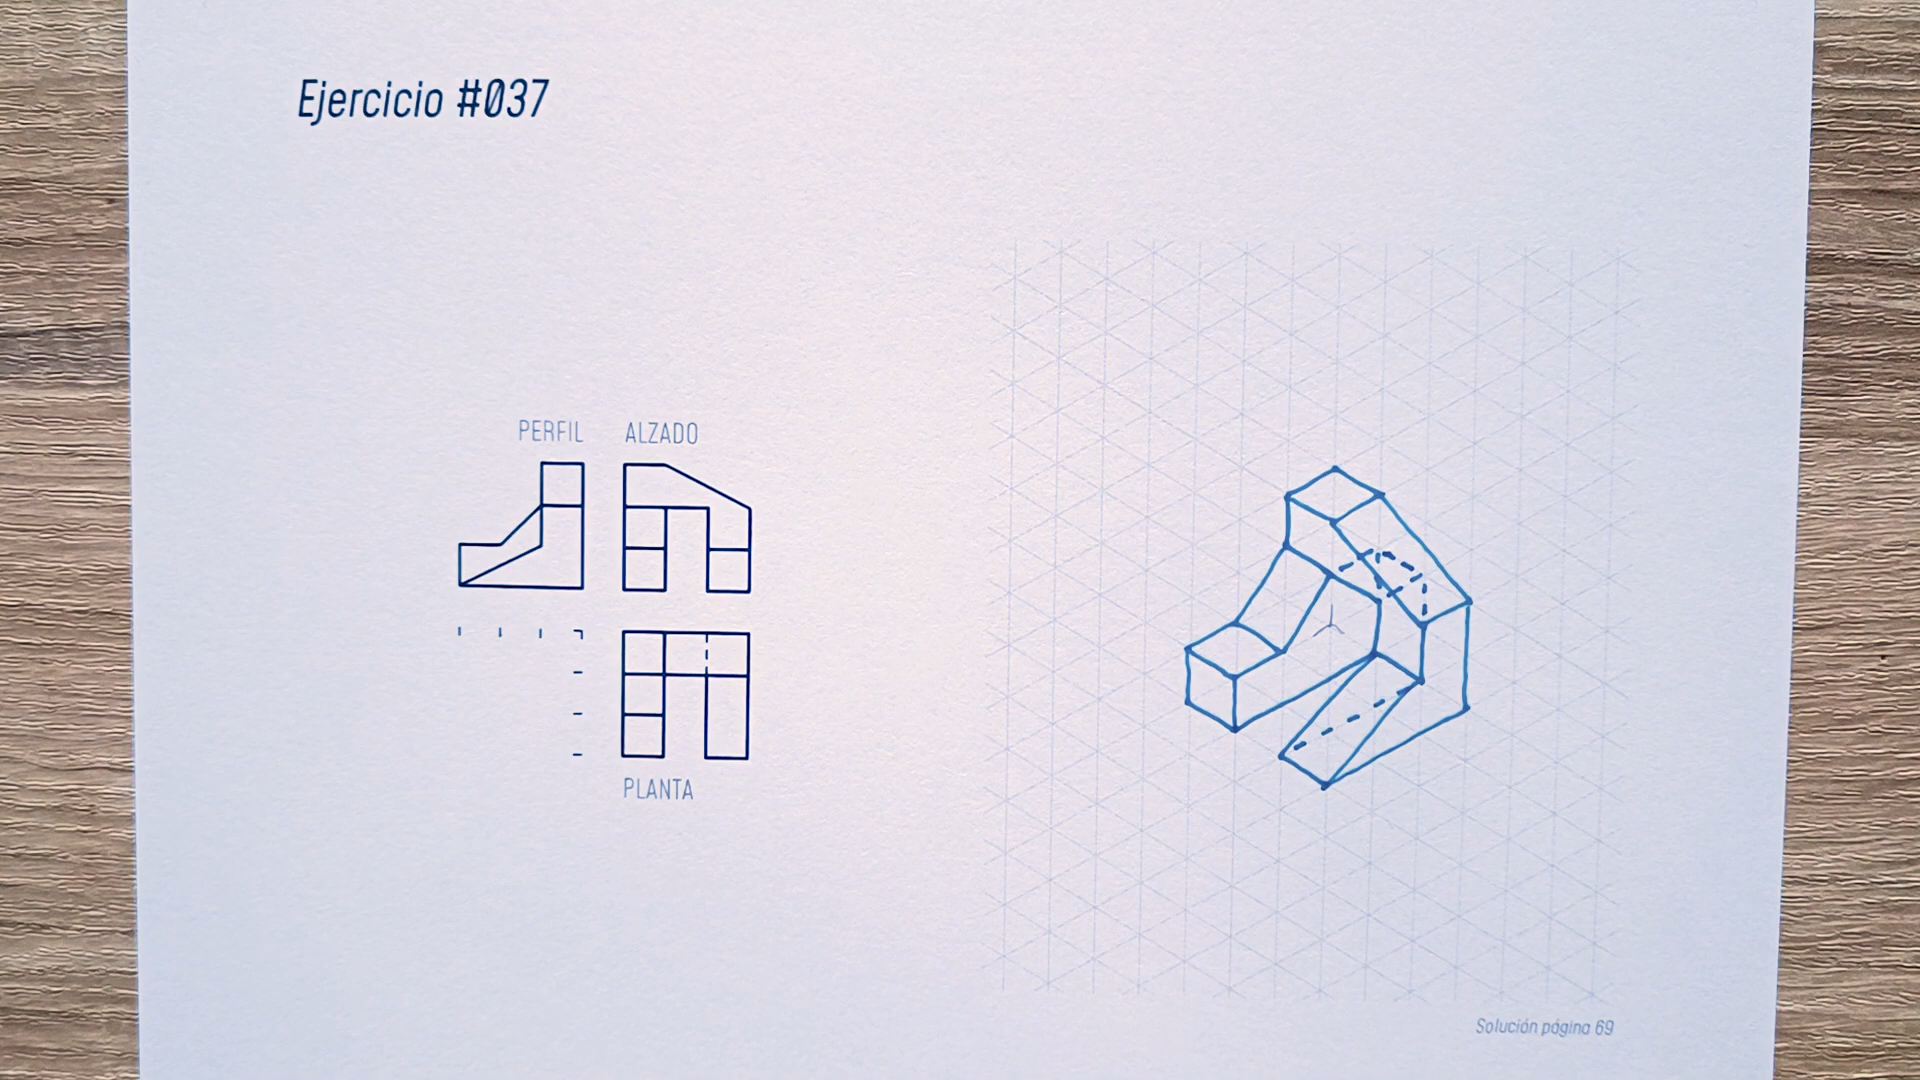 Ejercicio #037
PERFIL
ALZADO
PLANTA
Solución página 69